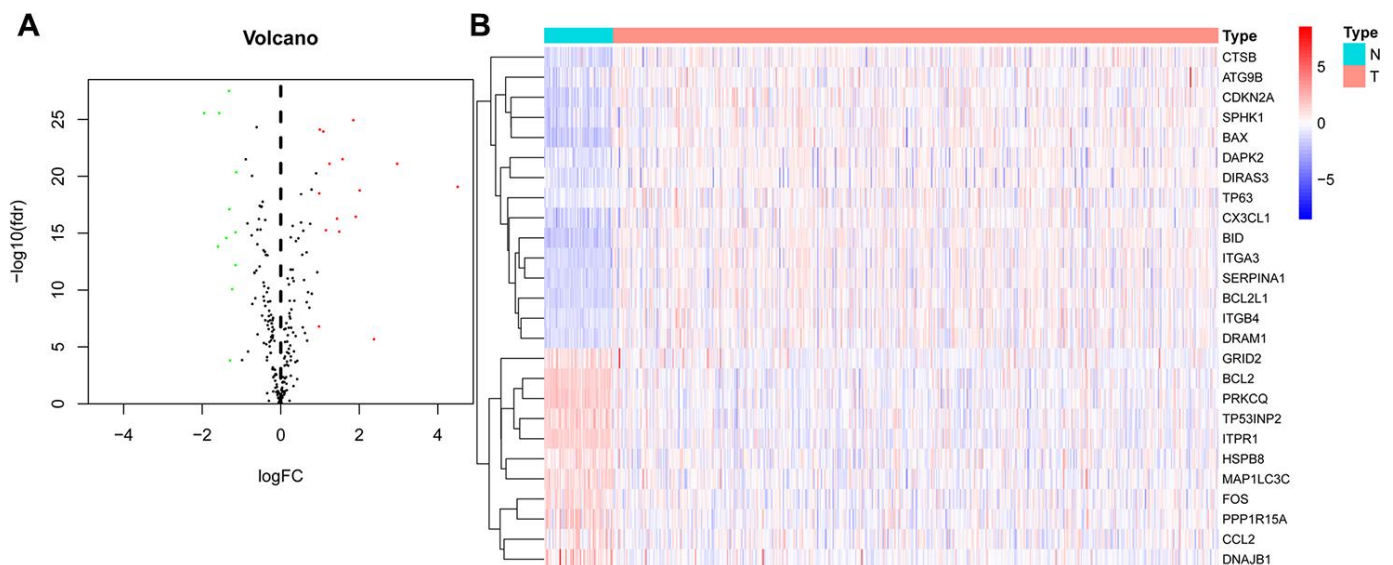 A
Volcano
−log10(fdr)
25
20
15
10
5
0
−4
−2
0
2
4
logFC
B
Type
CTSB
ATG9B
CDKN2A
SPHK1
BAX
DAPK2
DIRAS3
TP63
CX3CL1
BID
ITGA3
SERPINA1
BCL2L1
ITGB4
DRAM1
GRID2
BCL2
PRKCQ
TP53INP2
ITPR1
HSPB8
MAP1LC3C
FOS
PPP1R15A
CCL2
DNAJB1
5
0
−5
Type
N
T